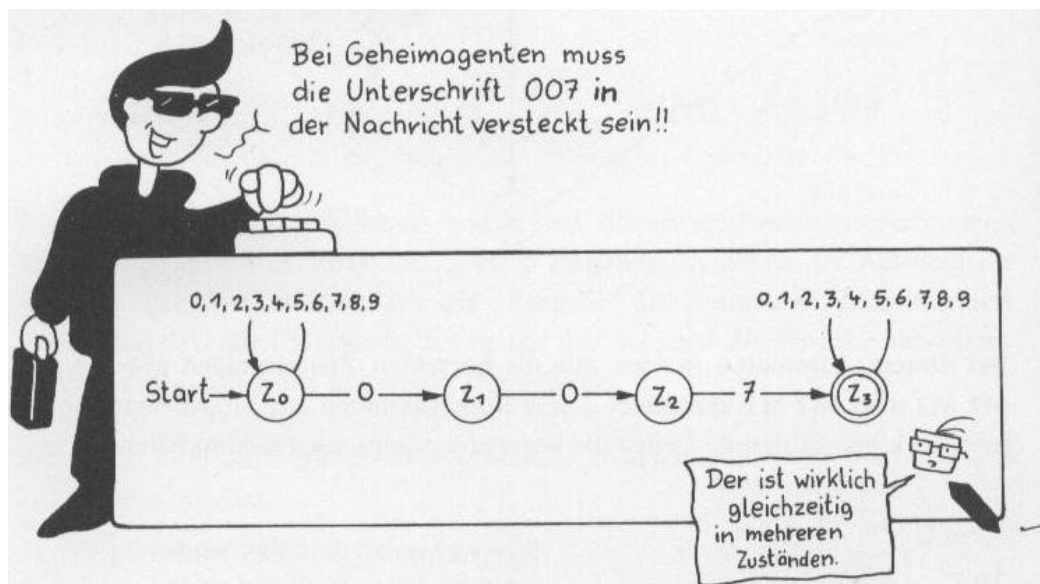 Bei Geheimagenten muss
die Unterschrift 007 in
der Nachricht versteckt sein!!
0,1,2,3,4,5,6,7,8,9
0,1,2,3,4,5,6,7,8,9
Start Z0 0 Z1 0 Z2 7 Z3
Der ist wirklich
gleichzeitig
in mehreren
Zuständen.